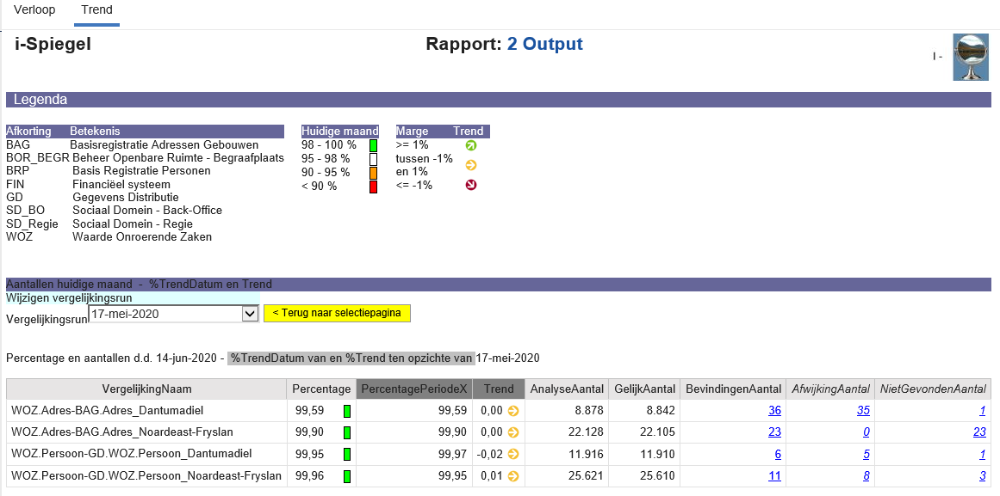 Verloop Trend
i-Spiegel Rapport: 2 Output
I -
Legenda
Afkorting Betekenis Huidige maand Marge Trend
BAG Basisregistratie Adressen Gebouwen 98 - 100 % >= 1%
BOR_BEGR Beheer Openbare Ruimte - Begraafplaats 95 - 98 % tussen -1%
BRP Basis Registratie Personen 90 - 95 % en 1%
FIN Financiëel systeem < 90 % <= -1%
GD Gegevens Distributie
SD_BO Sociaal Domein - Back-Office
SD_Regie Sociaal Domein - Regie
WOZ Waarde Onroerende Zaken
Aantallen huidige maand - %TrendDatum en Trend
Wijzigen vergelijkingsrun
Vergelijkingsrun 17-mei-2020 < Terug naar selectiepagina
Percentage en aantallen d.d. 14-jun-2020 - %TrendDatum van en %Trend ten opzichte van 17-mei-2020
VergelijkingNaam Percentage PercentagePeriodeX Trend AnalyseAantal GelijkAantal BevindingenAantal AfwijkingAantal NietGevondenAantal
WOZ.Adres-BAG.Adres_Dantumadiel 99,59 99,59 0,00 8.878 8.842 36 35 1
WOZ.Adres-BAG.Adres_Noardeast-Fryslan 99,90 99,90 0,00 22.128 22.105 23 0 23
WOZ.Persoon-GD.WOZ.Persoon_Dantumadiel 99,95 99,97 -0,02 11.916 11.910 6 5 1
WOZ.Persoon-GD.WOZ.Persoon_Noardeast-Fryslan 99,96 99,95 0,01 25.621 25.610 11 8 3